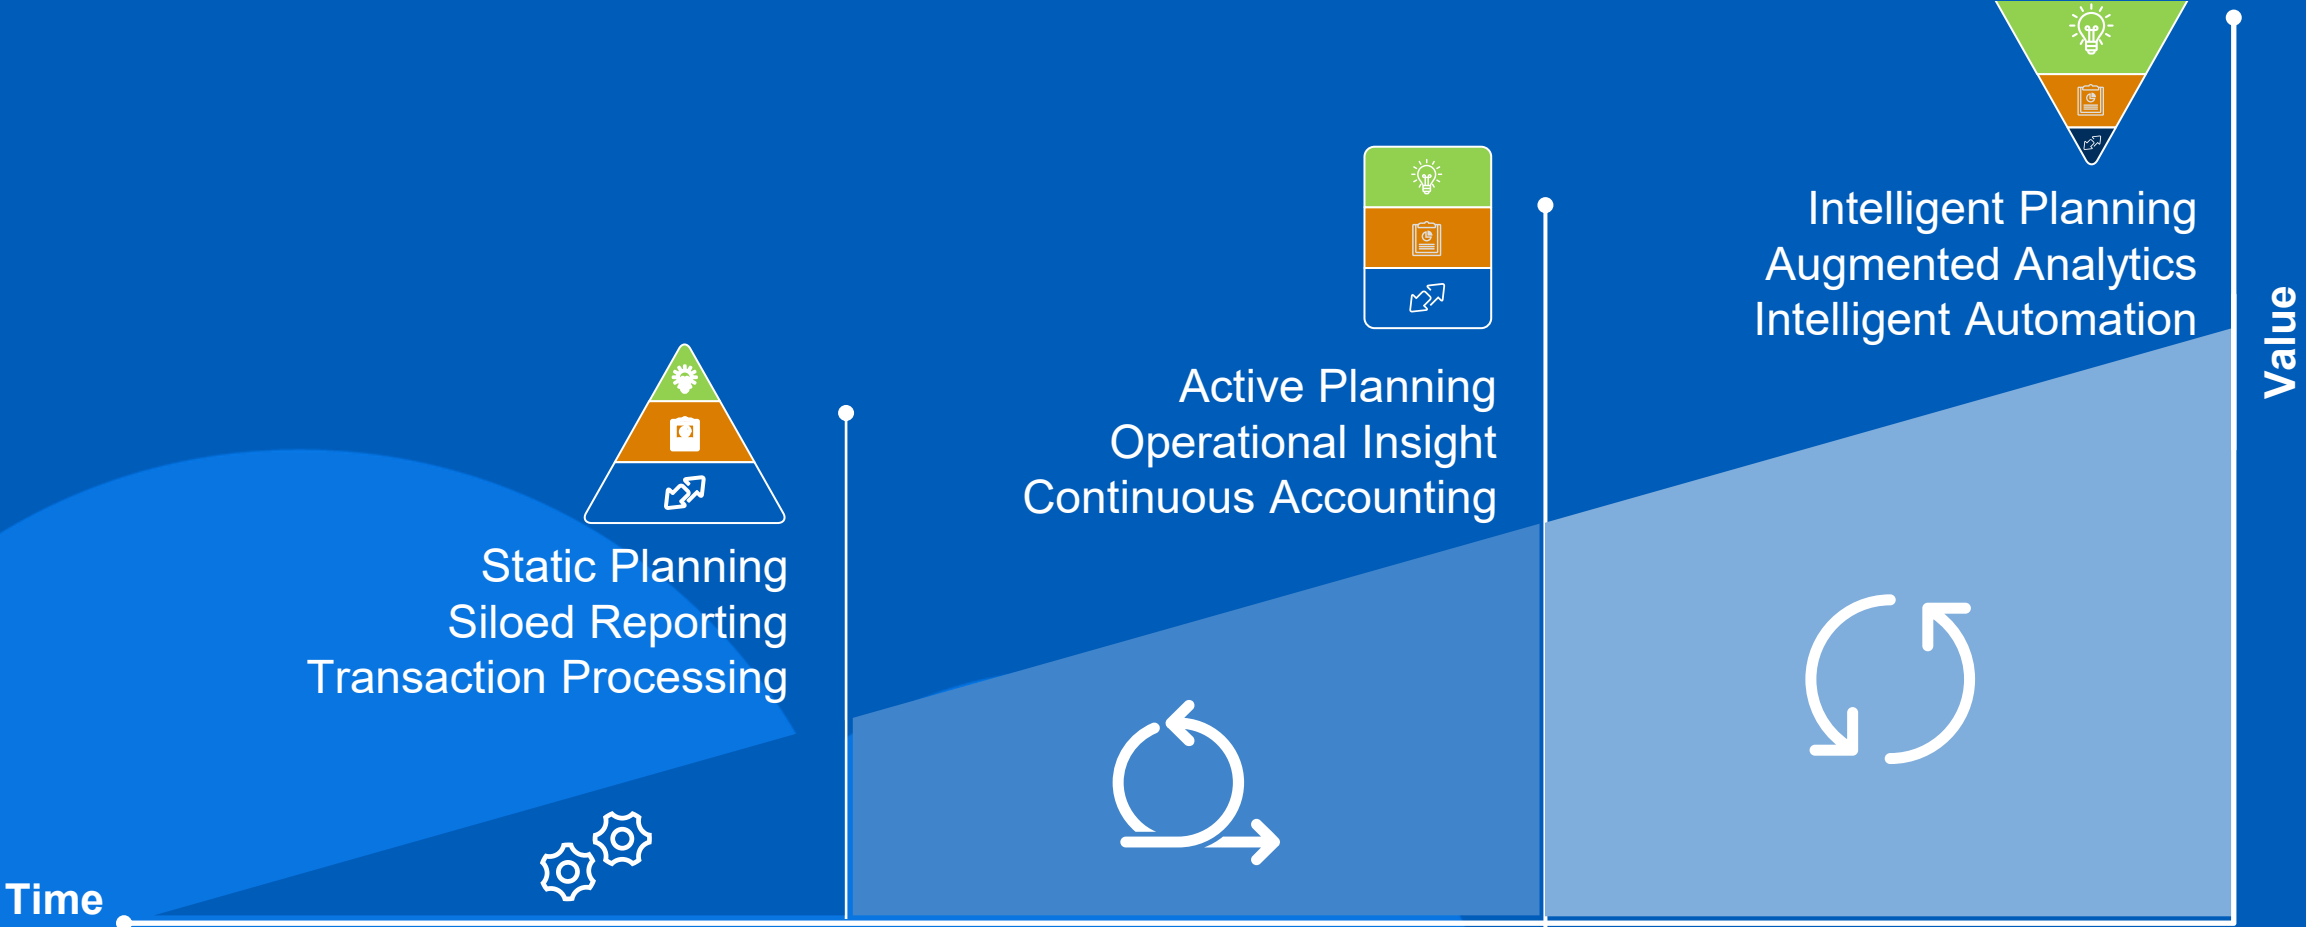 Static Planning
Siloed Reporting
Transaction Processing
Active Planning
Operational Insight
Continuous Accounting
Intelligent Planning
Augmented Analytics
Intelligent Automation
Time
Value